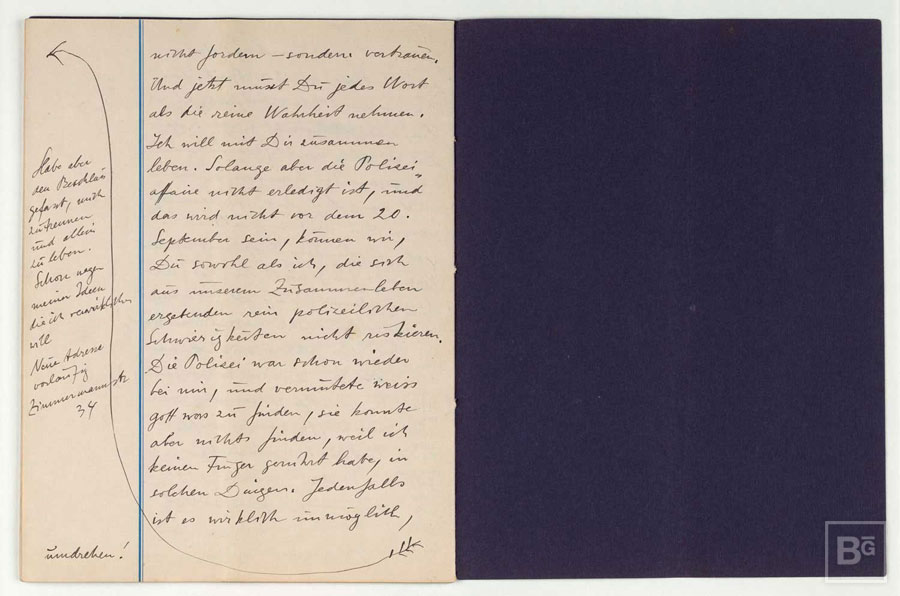 nicht fordern – sondern vertrauen.
Und jetzt musst Du jedes Wort
als die reine Wahrheit nehmen.
Ich will mit Dir zusammen
leben. Solange aber die Polizei„
affaire nicht erledigt ist, und
das wird nicht vor dem 20.
September sein, können wir,
Du sowohl als ich, die sich
aus unserem Zusammenleben
ergebenden rein polizeilichen
Schwierigkeiten nicht riskieren.
Die Polizei war schon wieder
bei mir, und vermutete weiss
gott was zu finden, sie konnte
aber nichts finden, weil ich
keinen Finger gerührt habe, in
solchen Dingen. Jedenfalls
ist es wirklich unmöglich,
Habe aber
den Beschluss
gefasst, mich
zu trennen
und allein
zu leben.
Schon wegen
meiner Ideen
die ich verwirklichen
will
Neue Adresse
vorläufig
Zimmermannstr
34
umdrehen!
BG